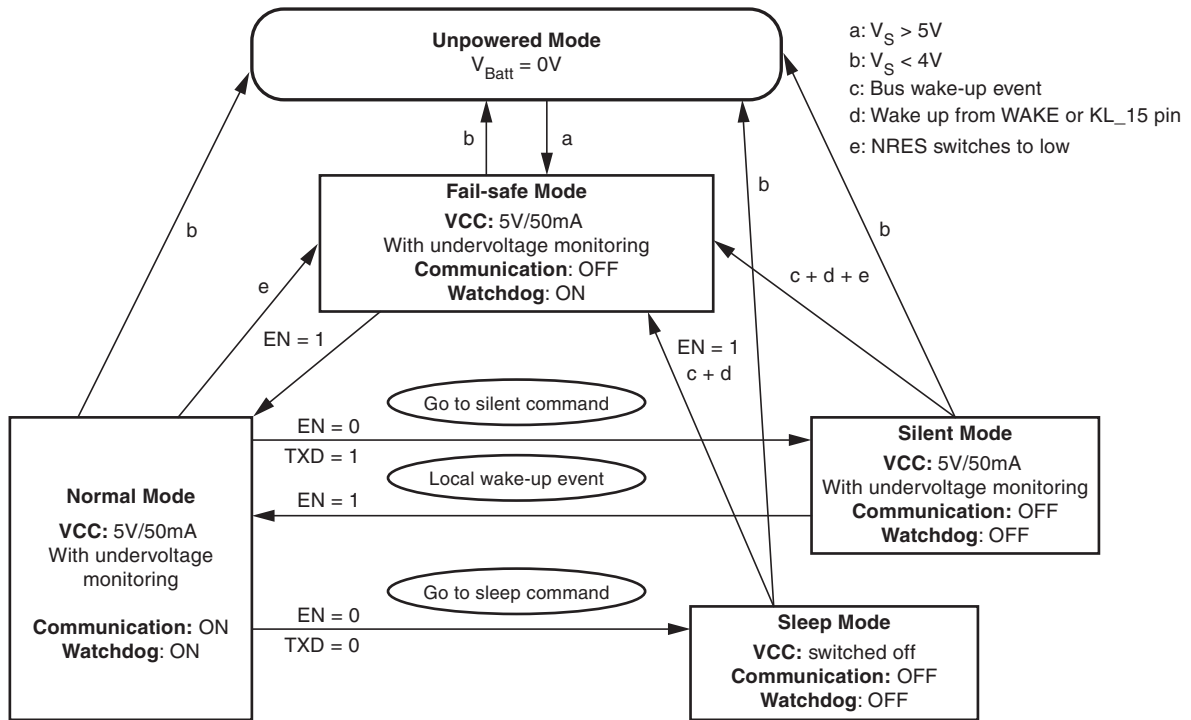 Unpowered Mode
V_Batt = 0V
a: V_S > 5V
b: V_S < 4V
c: Bus wake-up event
d: Wake up from WAKE or KL_15 pin
e: NRES switches to low
b
a
b
b
b
Fail-safe Mode
VCC: 5V/50mA
With undervoltage monitoring
Communication: OFF
Watchdog: ON
e
EN = 1
c + d + e
EN = 1
c + d
Go to silent command
EN = 0
TXD = 1
Local wake-up event
EN = 1
Go to sleep command
EN = 0
TXD = 0
Normal Mode
VCC: 5V/50mA
With undervoltage
monitoring
Communication: ON
Watchdog: ON
Silent Mode
VCC: 5V/50mA
With undervoltage monitoring
Communication: OFF
Watchdog: OFF
Sleep Mode
VCC: switched off
Communication: OFF
Watchdog: OFF